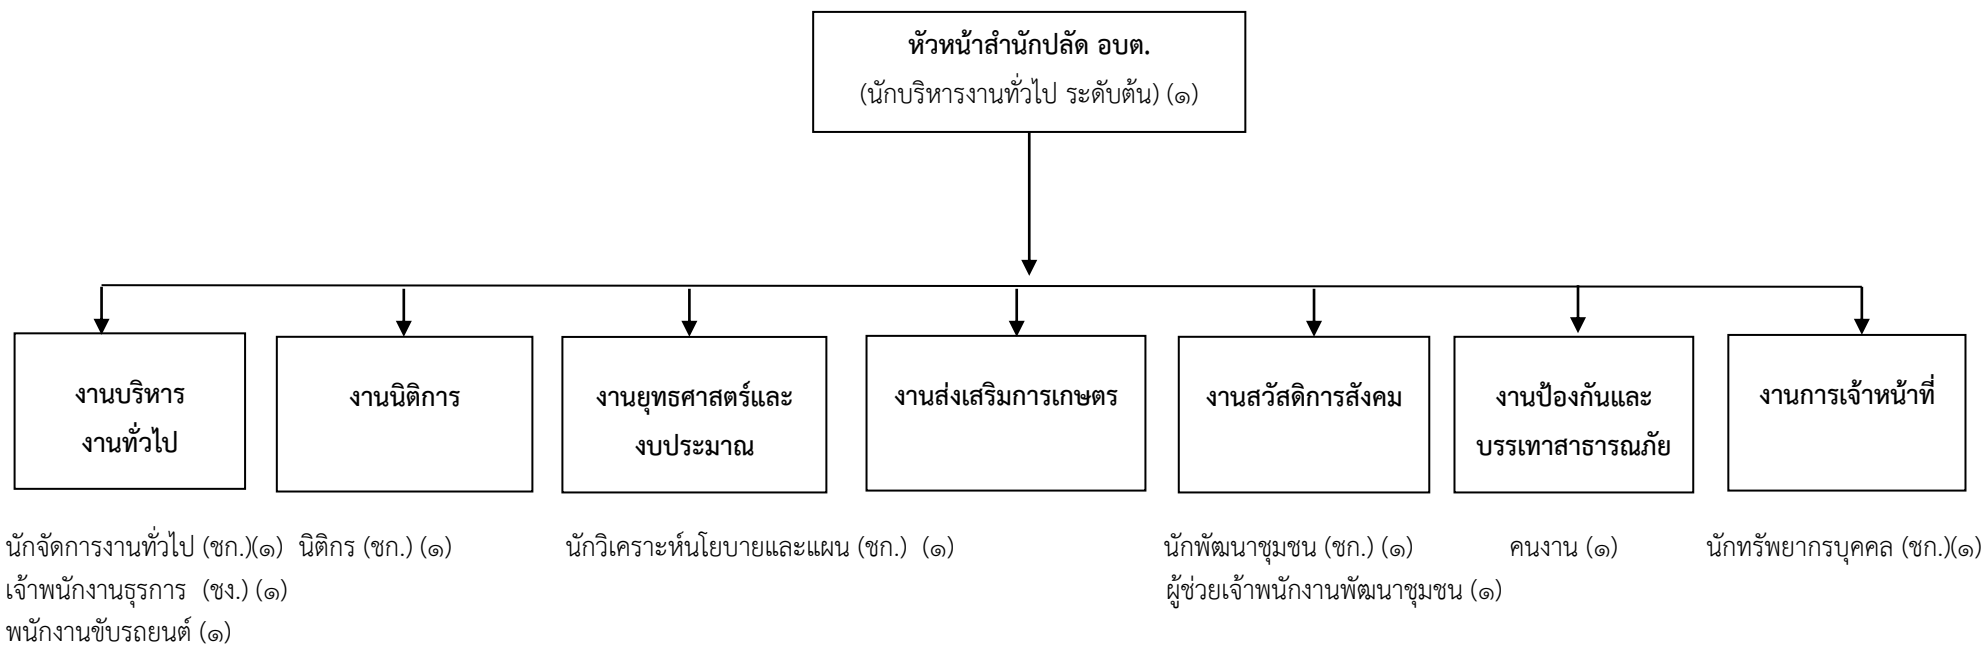 หัวหน้าสำนักปลัด อบต.
(นักบริหารงานทั่วไป ระดับต้น) (๑)
งานบริหาร
งานทั่วไป
งานนิติการ
งานยุทธศาสตร์และ
งบประมาณ
งานส่งเสริมการเกษตร
งานสวัสดิการสังคม
งานป้องกันและ
บรรเทาสาธารณภัย
งานการเจ้าหน้าที่
นักจัดการงานทั่วไป (ชก.)(๑)
เจ้าพนักงานธุรการ (ชง.) (๑)
พนักงานขับรถยนต์ (๑)
นิติกร (ชก.) (๑)
นักวิเคราะห์นโยบายและแผน (ชก.) (๑)
นักพัฒนาชุมชน (ชก.) (๑)
ผู้ช่วยเจ้าพนักงานพัฒนาชุมชน (๑)
คนงาน (๑)
นักทรัพยากรบุคคล (ชก.)(๑)